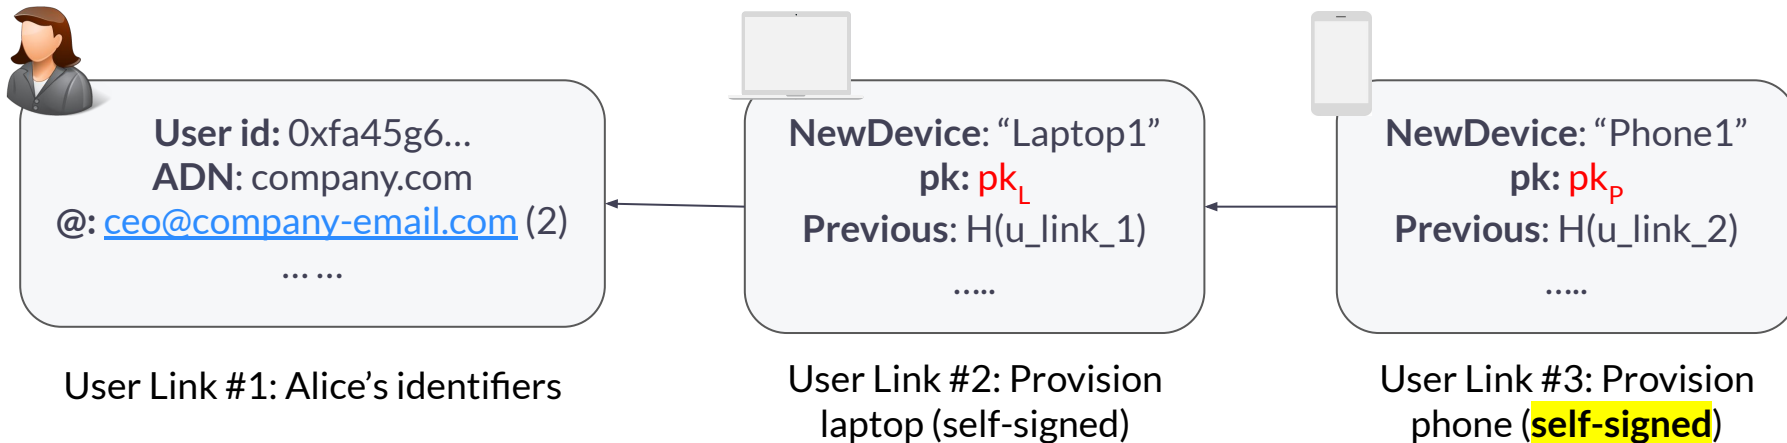 User id: 0xfa45g6...
ADN: company.com
@: ceo@company-email.com (2)
... ...
User Link #1: Alice’s identifiers
NewDevice: “Laptop1”
pk: pk_L
Previous: H(u_link_1)
.....
User Link #2: Provision
laptop (self-signed)
NewDevice: “Phone1”
pk: pk_P
Previous: H(u_link_2)
.....
User Link #3: Provision
phone (self-signed)